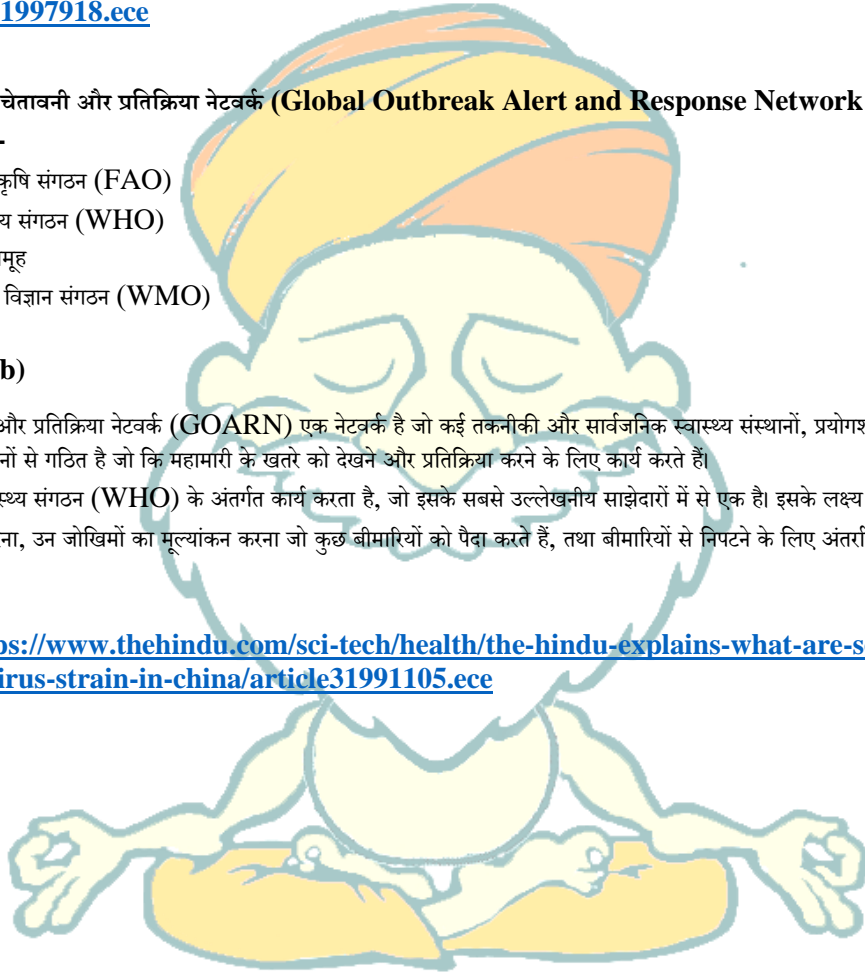 1997918.ece
चेतावनी और प्रतिक्रिया नेटवर्क (Global Outbreak Alert and Response Network
-
कृषि संगठन (FAO)
य संगठन (WHO)
मूह
विज्ञान संगठन (WMO)
b)
और प्रतिक्रिया नेटवर्क (GOARN) एक नेटवर्क है जो कई तकनीकी और सार्वजनिक स्वास्थ्य संस्थानों, प्रयोगश
नों से गठित है जो कि महामारी के खतरे को देखने और प्रतिक्रिया करने के लिए कार्य करते हैं।
स्थ्य संगठन (WHO) के अंतर्गत कार्य करता है, जो इसके सबसे उल्लेखनीय साझेदारों में से एक है। इसके लक्ष्य
ना, उन जोखिमों का मूल्यांकन करना जो कुछ बीमारियों को पैदा करते हैं, तथा बीमारियों से निपटने के लिए अंतर्रा
ps://www.thehindu.com/sci-tech/health/the-hindu-explains-what-are-s
irus-strain-in-china/article31991105.ece